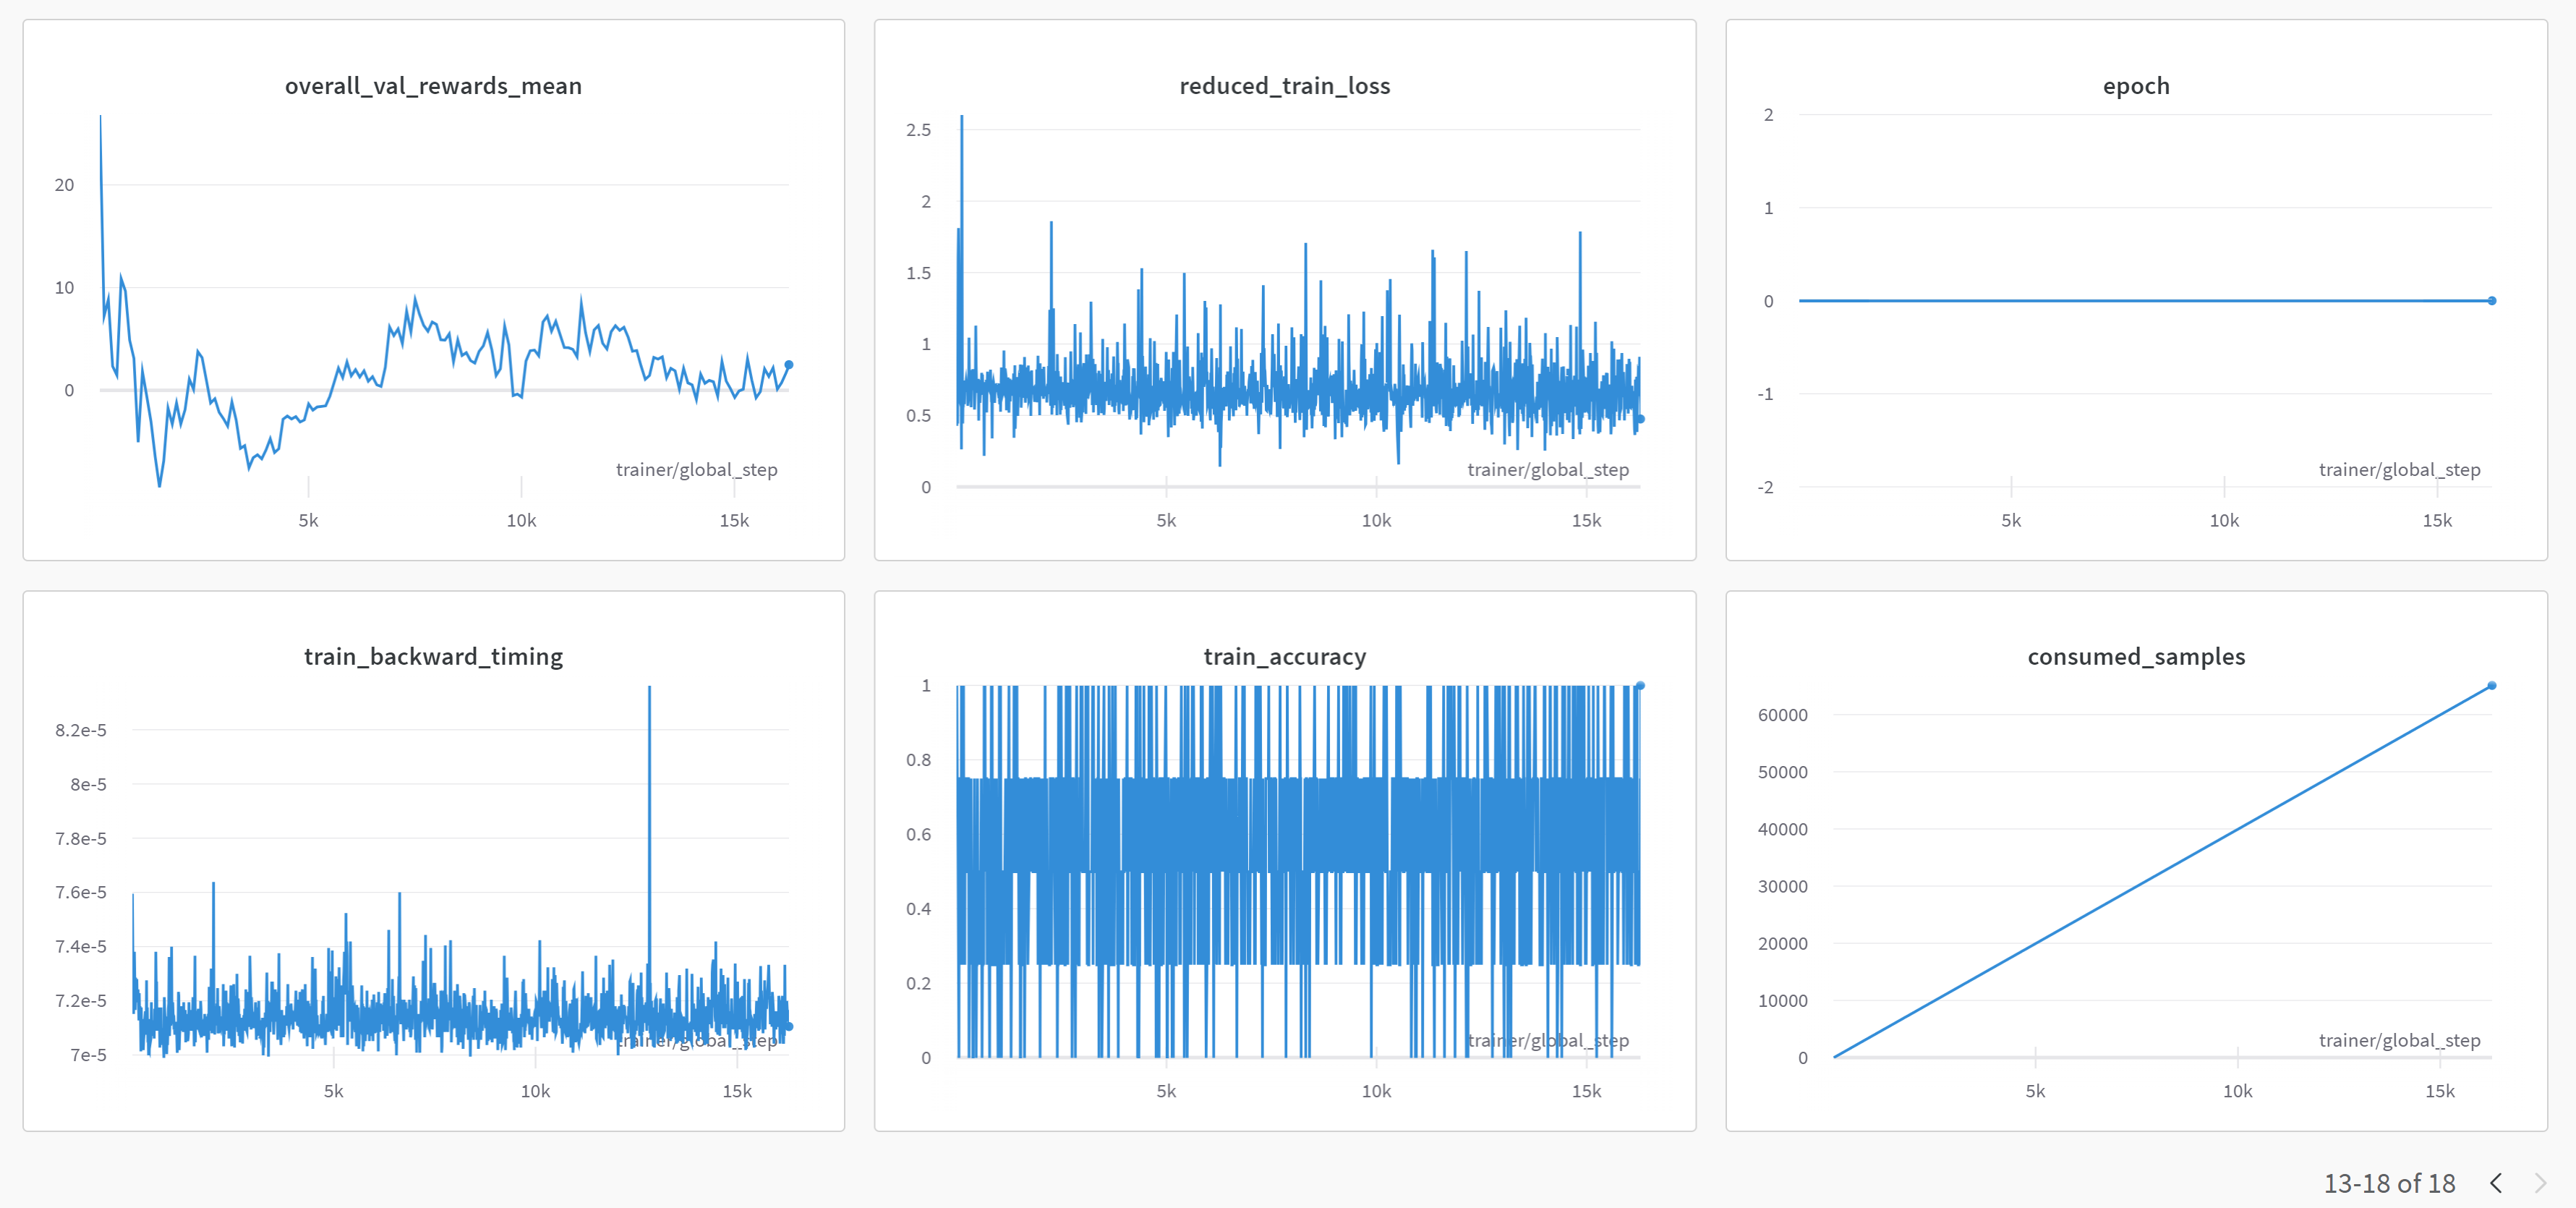 overall_val_rewards_mean
20
10
0
trainer/global_step
5k 10k 15k
reduced_train_loss
2.5
2
1.5
1
0.5
0
trainer/global_step
5k 10k 15k
epoch
2
1
0
-1
-2
trainer/global_step
5k 10k 15k
train_backward_timing
8.2e-5
8e-5
7.8e-5
7.6e-5
7.4e-5
7.2e-5
7e-5
trainer/global_step
5k 10k 15k
train_accuracy
1
0.8
0.6
0.4
0.2
0
trainer/global_step
5k 10k 15k
consumed_samples
60000
50000
40000
30000
20000
10000
0
trainer/global_step
5k 10k 15k
13-18 of 18